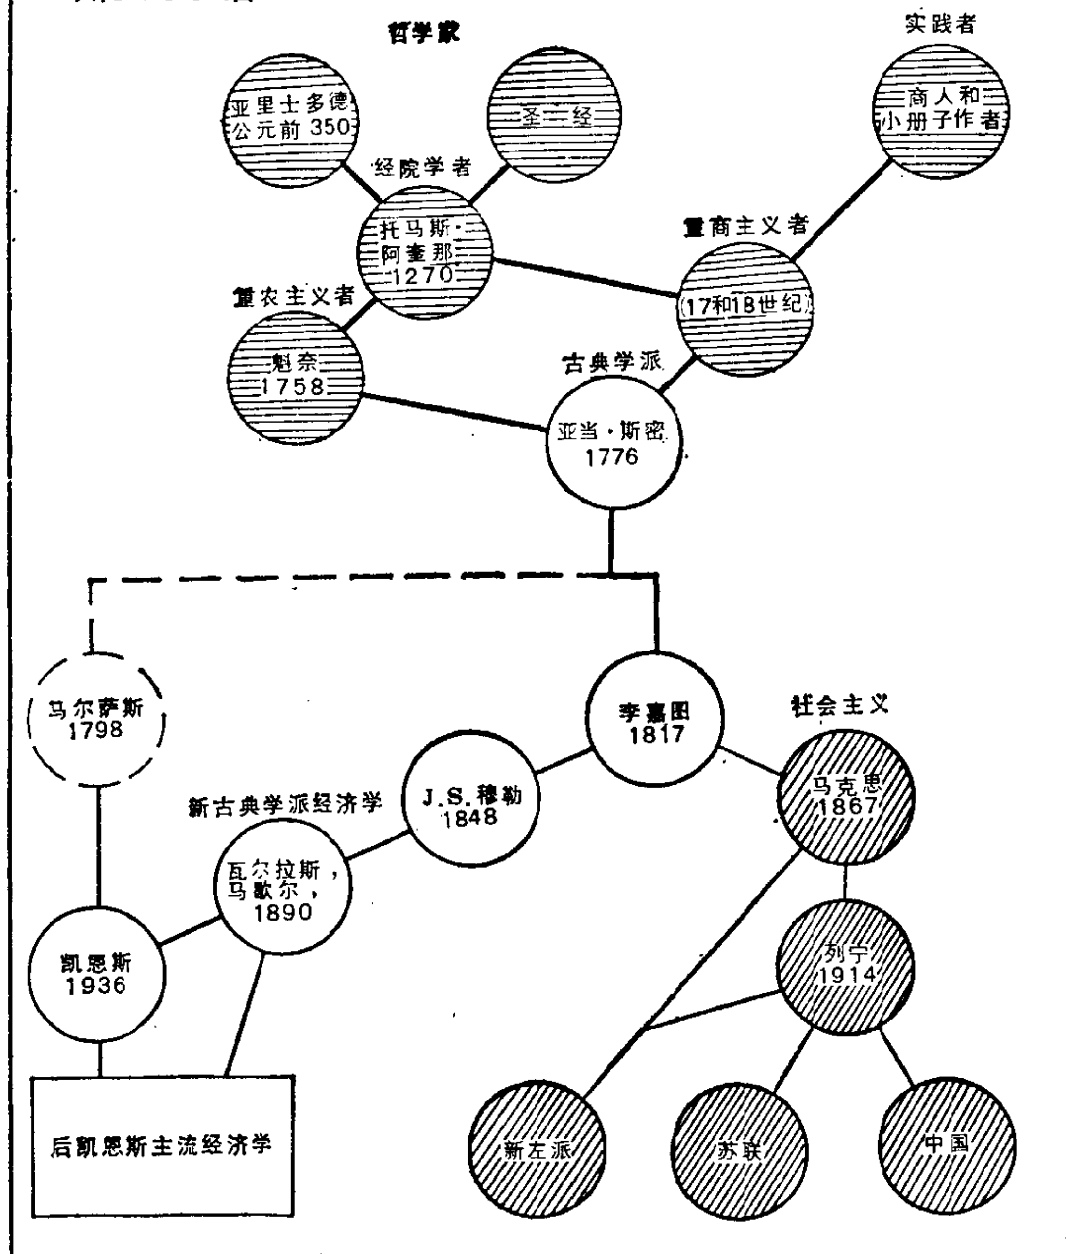 哲学家
实践者
亚里士多德
公元前350
圣经
商人和
小册子作者
经院学者
托马斯·
阿奎那
1270
重商主义者
(17和18世纪)
重农主义者
魁奈
1758
古典学派
亚当·斯密
1776
马尔萨斯
1798
李嘉图
1817
社会主义
马克思
1867
J.S.穆勒
1848
新古典学派经济学
瓦尔拉斯,
马歇尔,
1890
凯恩斯
1936
列宁
1914
后凯恩斯主流经济学
新左派
苏联
中国